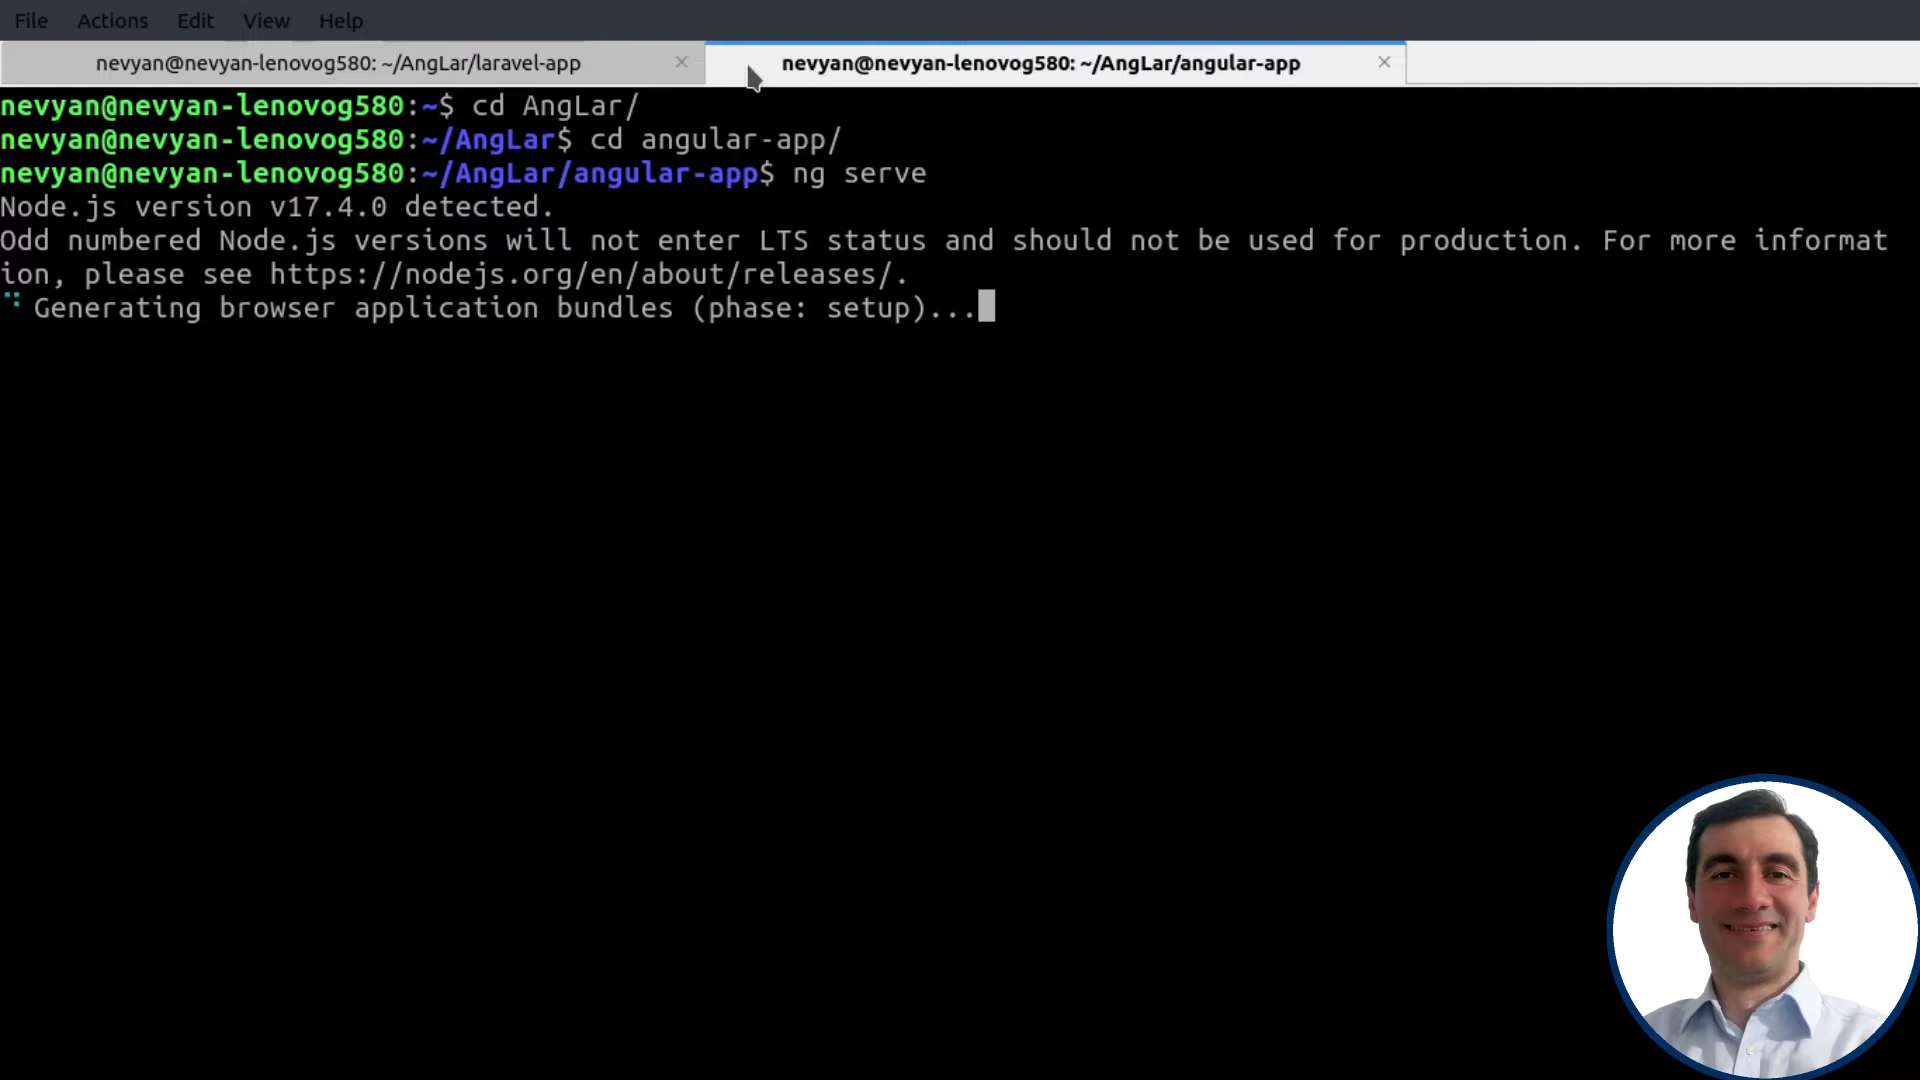 File Actions Edit View Help
nevyan@nevyan-lenovog580: ~/AngLar/laravel-app nevyan@nevyan-lenovog580: ~/AngLar/angular-app
nevyan@nevyan-lenovog580:~$ cd AngLar/
nevyan@nevyan-lenovog580:~/AngLar$ cd angular-app/
nevyan@nevyan-lenovog580:~/AngLar/angular-app$ ng serve
Node.js version v17.4.0 detected.
Odd numbered Node.js versions will not enter LTS status and should not be used for production. For more informat
ion, please see https://nodejs.org/en/about/releases/.
Generating browser application bundles (phase: setup)...